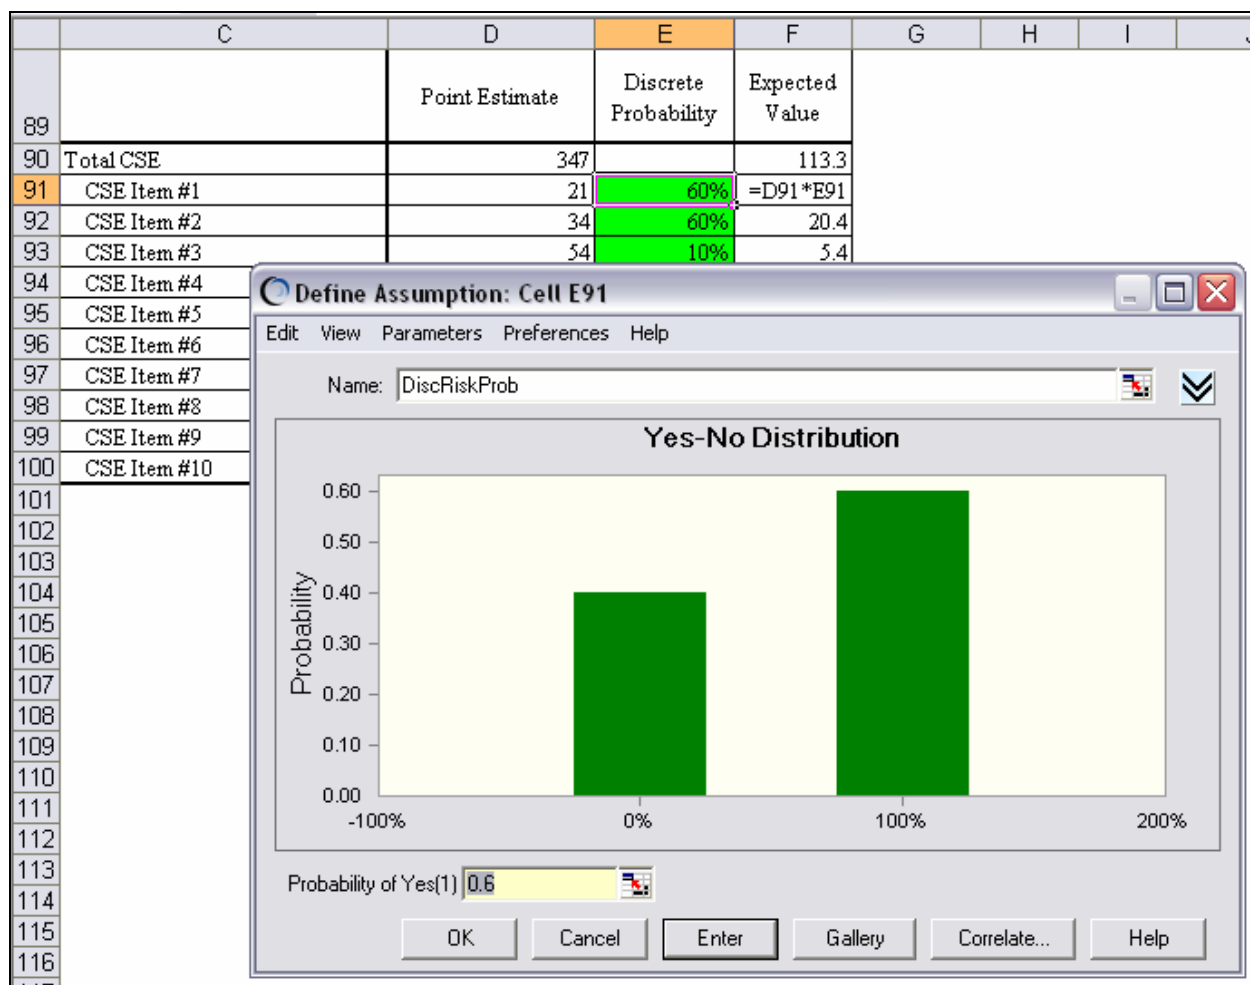 C D E F G H I J
89 Point Estimate Discrete Probability Expected Value
90 Total CSE 347 113.3
91 CSE Item #1 21 60% =D91*E91
92 CSE Item #2 34 60% 20.4
93 CSE Item #3 54 10% 5.4
94 CSE Item #4
95 CSE Item #5
96 CSE Item #6
97 CSE Item #7
98 CSE Item #8
99 CSE Item #9
100 CSE Item #10
101
102
103
104
105
106
107
108
109
110
111
112
113
114
115
116
Define Assumption: Cell E91
Edit View Parameters Preferences Help
Name: DiscRiskProb
Yes-No Distribution
Probability
0.60
0.50
0.40
0.30
0.20
0.10
0.00
-100% 0% 100% 200%
Probability of Yes(1) 0.6
OK Cancel Enter Gallery Correlate... Help